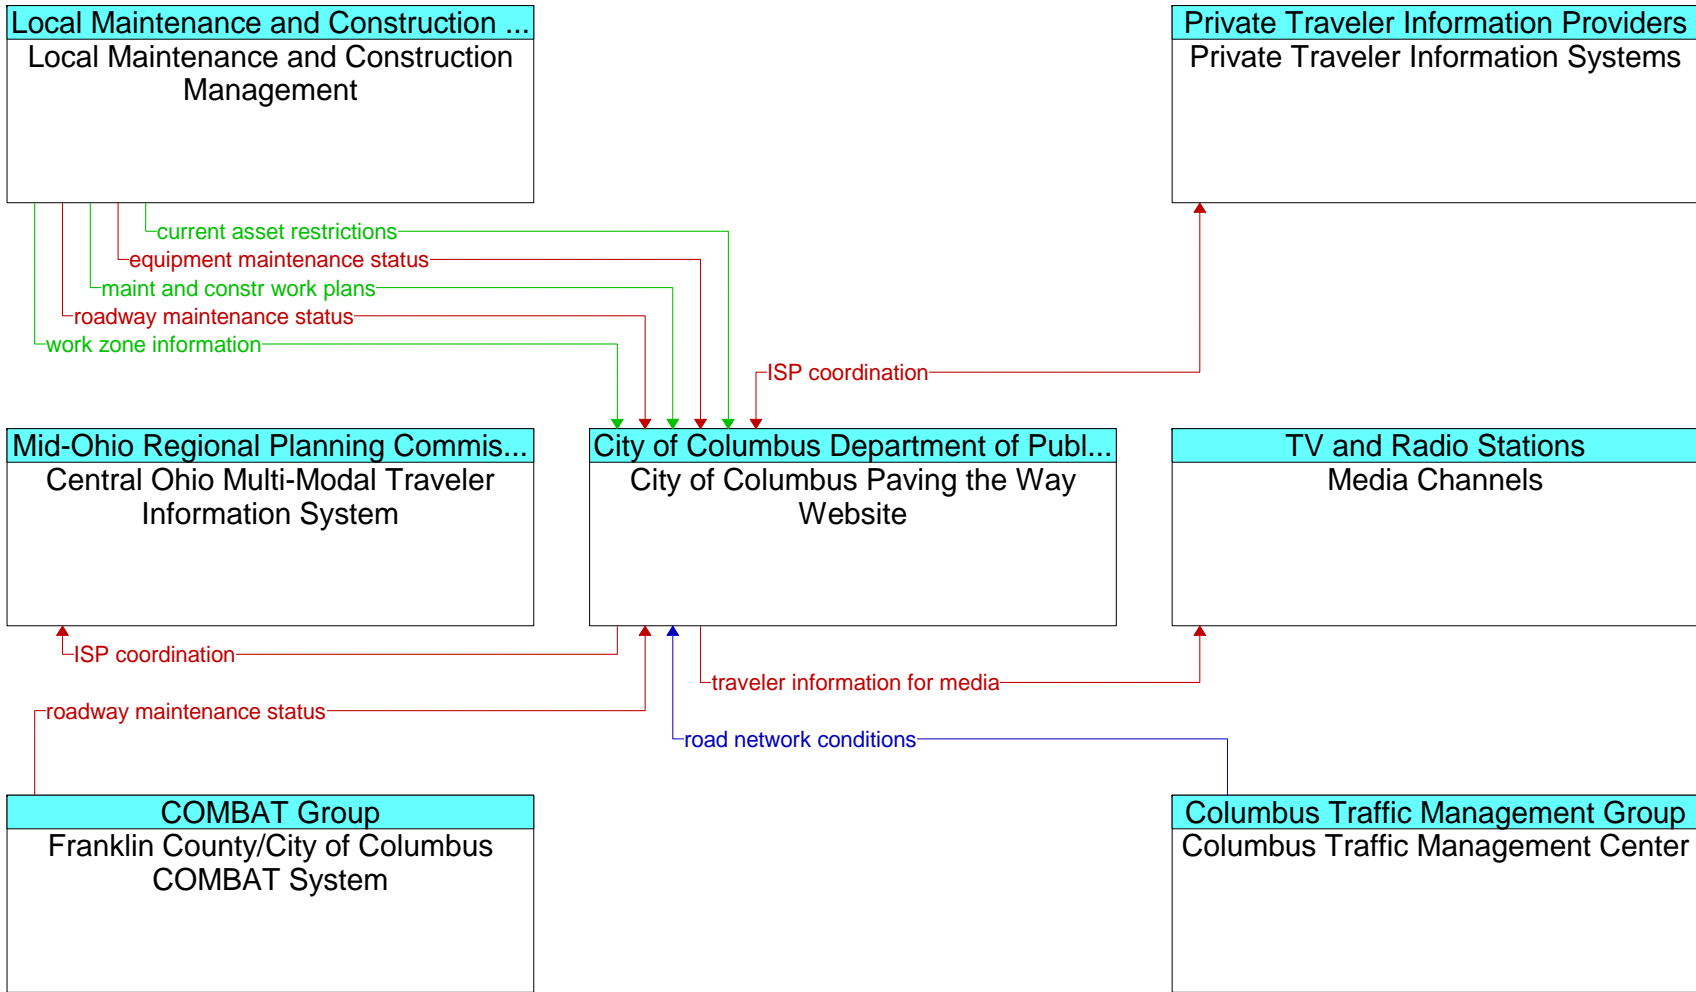 Local Maintenance and Construction ...
Local Maintenance and Construction
Management
Private Traveler Information Providers
Private Traveler Information Systems
current asset restrictions
equipment maintenance status
maint and constr work plans
roadway maintenance status
work zone information
ISP coordination
Mid-Ohio Regional Planning Commis...
Central Ohio Multi-Modal Traveler
Information System
City of Columbus Department of Publ...
City of Columbus Paving the Way
Website
TV and Radio Stations
Media Channels
ISP coordination
traveler information for media
roadway maintenance status
road network conditions
COMBAT Group
Franklin County/City of Columbus
COMBAT System
Columbus Traffic Management Group
Columbus Traffic Management Center